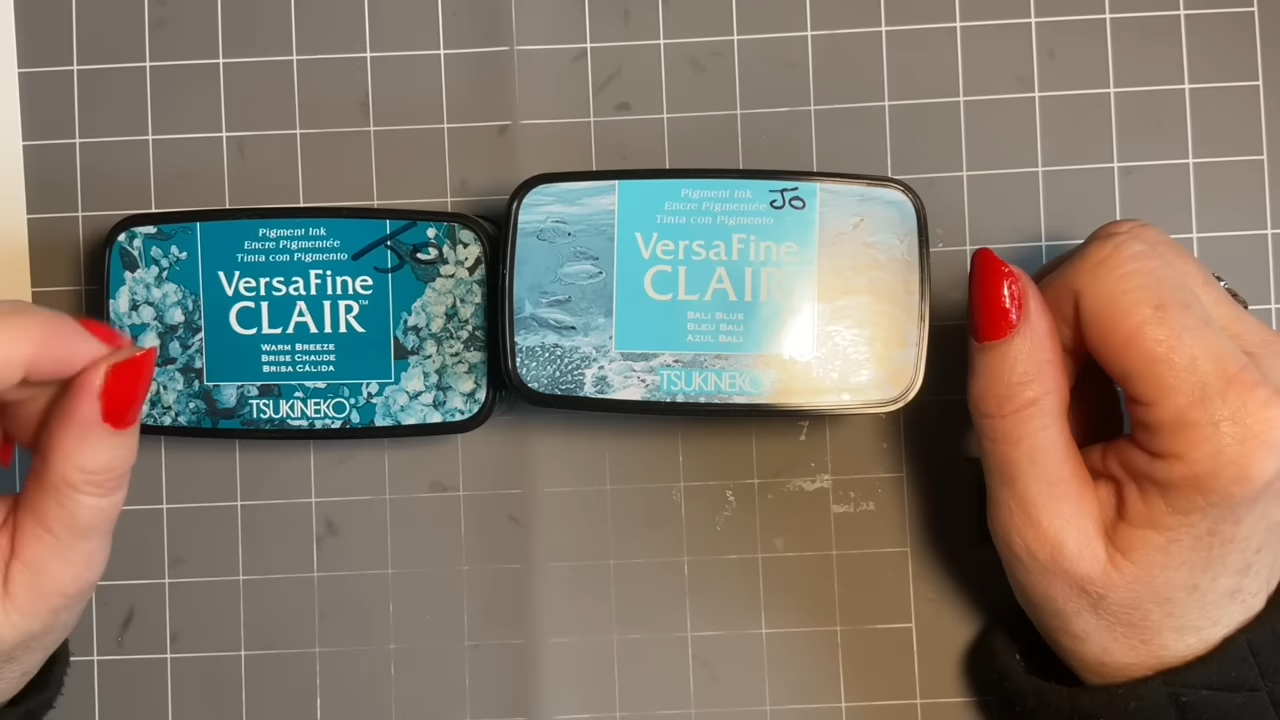 Pigment Ink
Encre Pigmentée
Tinta con Pigmento
Jo
VersaFine
CLAIR™
WARM BREEZE
BRISE CHAUDE
BRISA CÁLIDA
TSUKINEKO
Pigment Ink
Encre Pigmentée
Tinta con Pigmento
Jo
VersaFine
CLAIR
BALI BLUE
BLEU BALI
AZUL BALI
TSUKINEKO